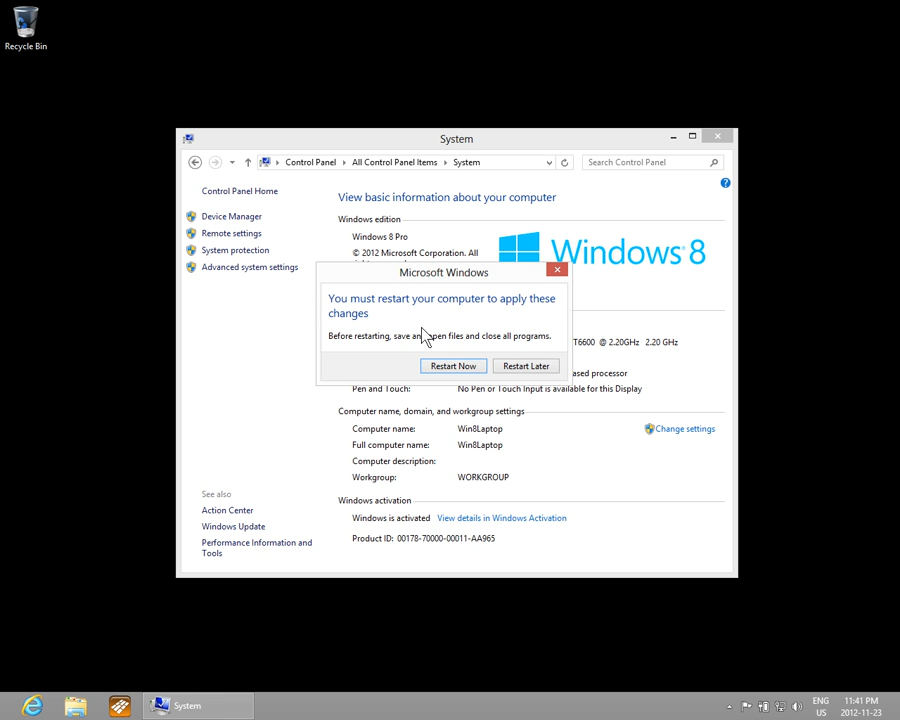 Recycle Bin
System
Control Panel
All Control Panel Items
System
Search Control Panel
Control Panel Home
Device Manager
Remote settings
System protection
Advanced system settings
See also
Action Center
Windows Update
Performance Information and
Tools
View basic information about your computer
Windows edition
Windows 8 Pro
© 2012 Microsoft Corporation. All
Windows 8
Microsoft Windows
You must restart your computer to apply these
changes
Before restarting, save any open files and close all programs.
Restart Now
Restart Later
T6600 @ 2.20GHz 2.20 GHz
ased processor
Pen and Touch: No Pen or Touch Input is available for this Display
Computer name, domain, and workgroup settings
Computer name: Win8Laptop
Change settings
Full computer name: Win8Laptop
Computer description:
Workgroup: WORKGROUP
Windows activation
Windows is activated View details in Windows Activation
Product ID: 00178-70000-00011-AA965
System
ENG
US
11:41 PM
2012-11-23